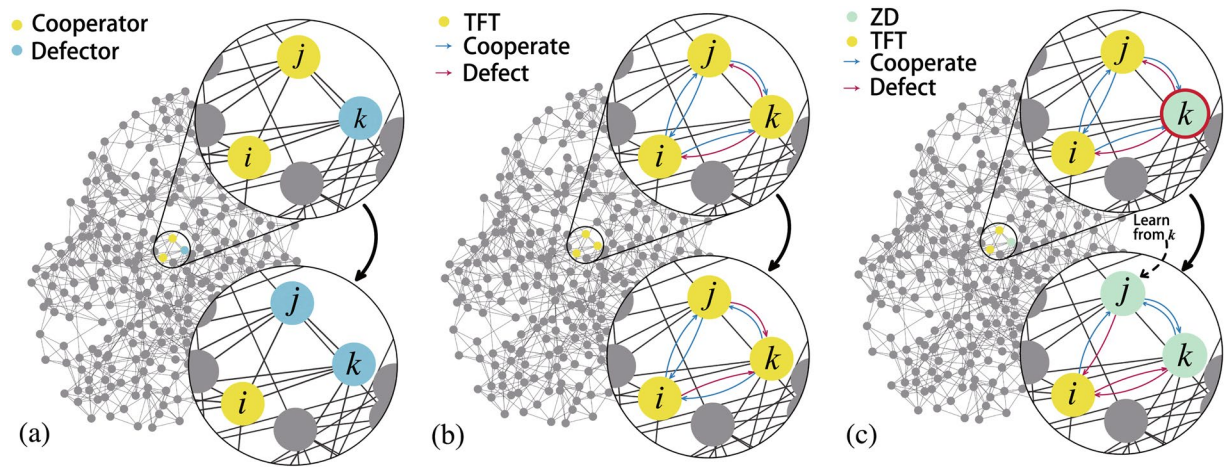 Cooperator
Defector
j
k
i
j
k
i
(a)
TFT
Cooperate
Defect
j
k
i
j
k
i
(b)
ZD
TFT
Cooperate
Defect
j
k
i
Learn
from k
j
k
i
(c)